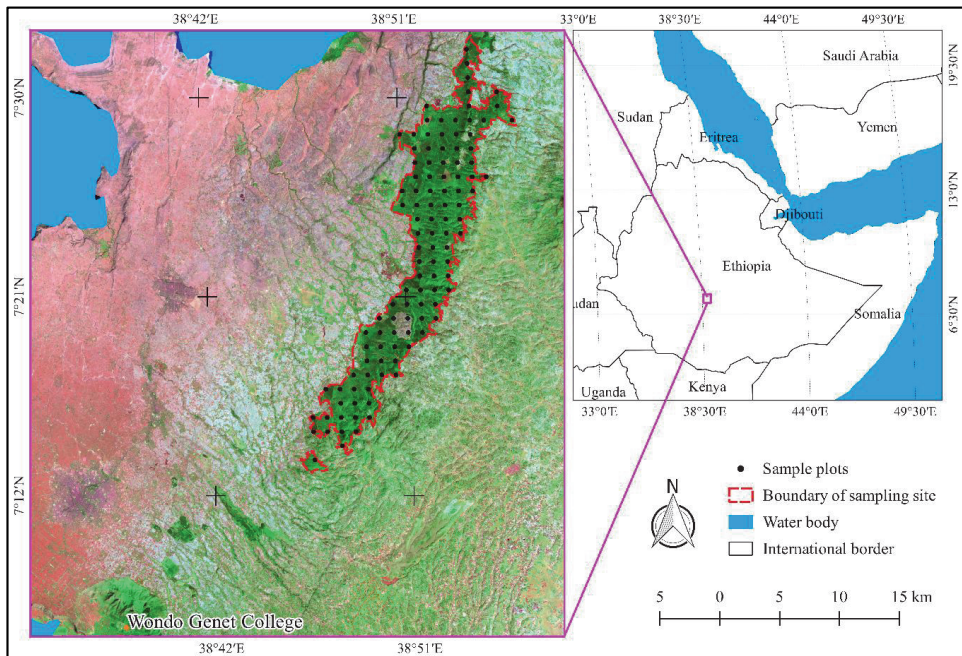 38°42′E 38°51′E 33°0′E 38°30′E 44°0′E 49°30′E
7°30′N
7°21′N
7°12′N
Wondo Genet College
38°42′E 38°51′E
Saudi Arabia
19°30′N
Sudan
Yemen
Eritrea
13°0′N
Djibouti
Ethiopia
udan
Somalia
6°30′N
Uganda
Kenya
33°0′E 38°30′E 44°0′E 49°30′E
N
Sample plots
Boundary of sampling site
Water body
International border
5 0 5 10 15 km